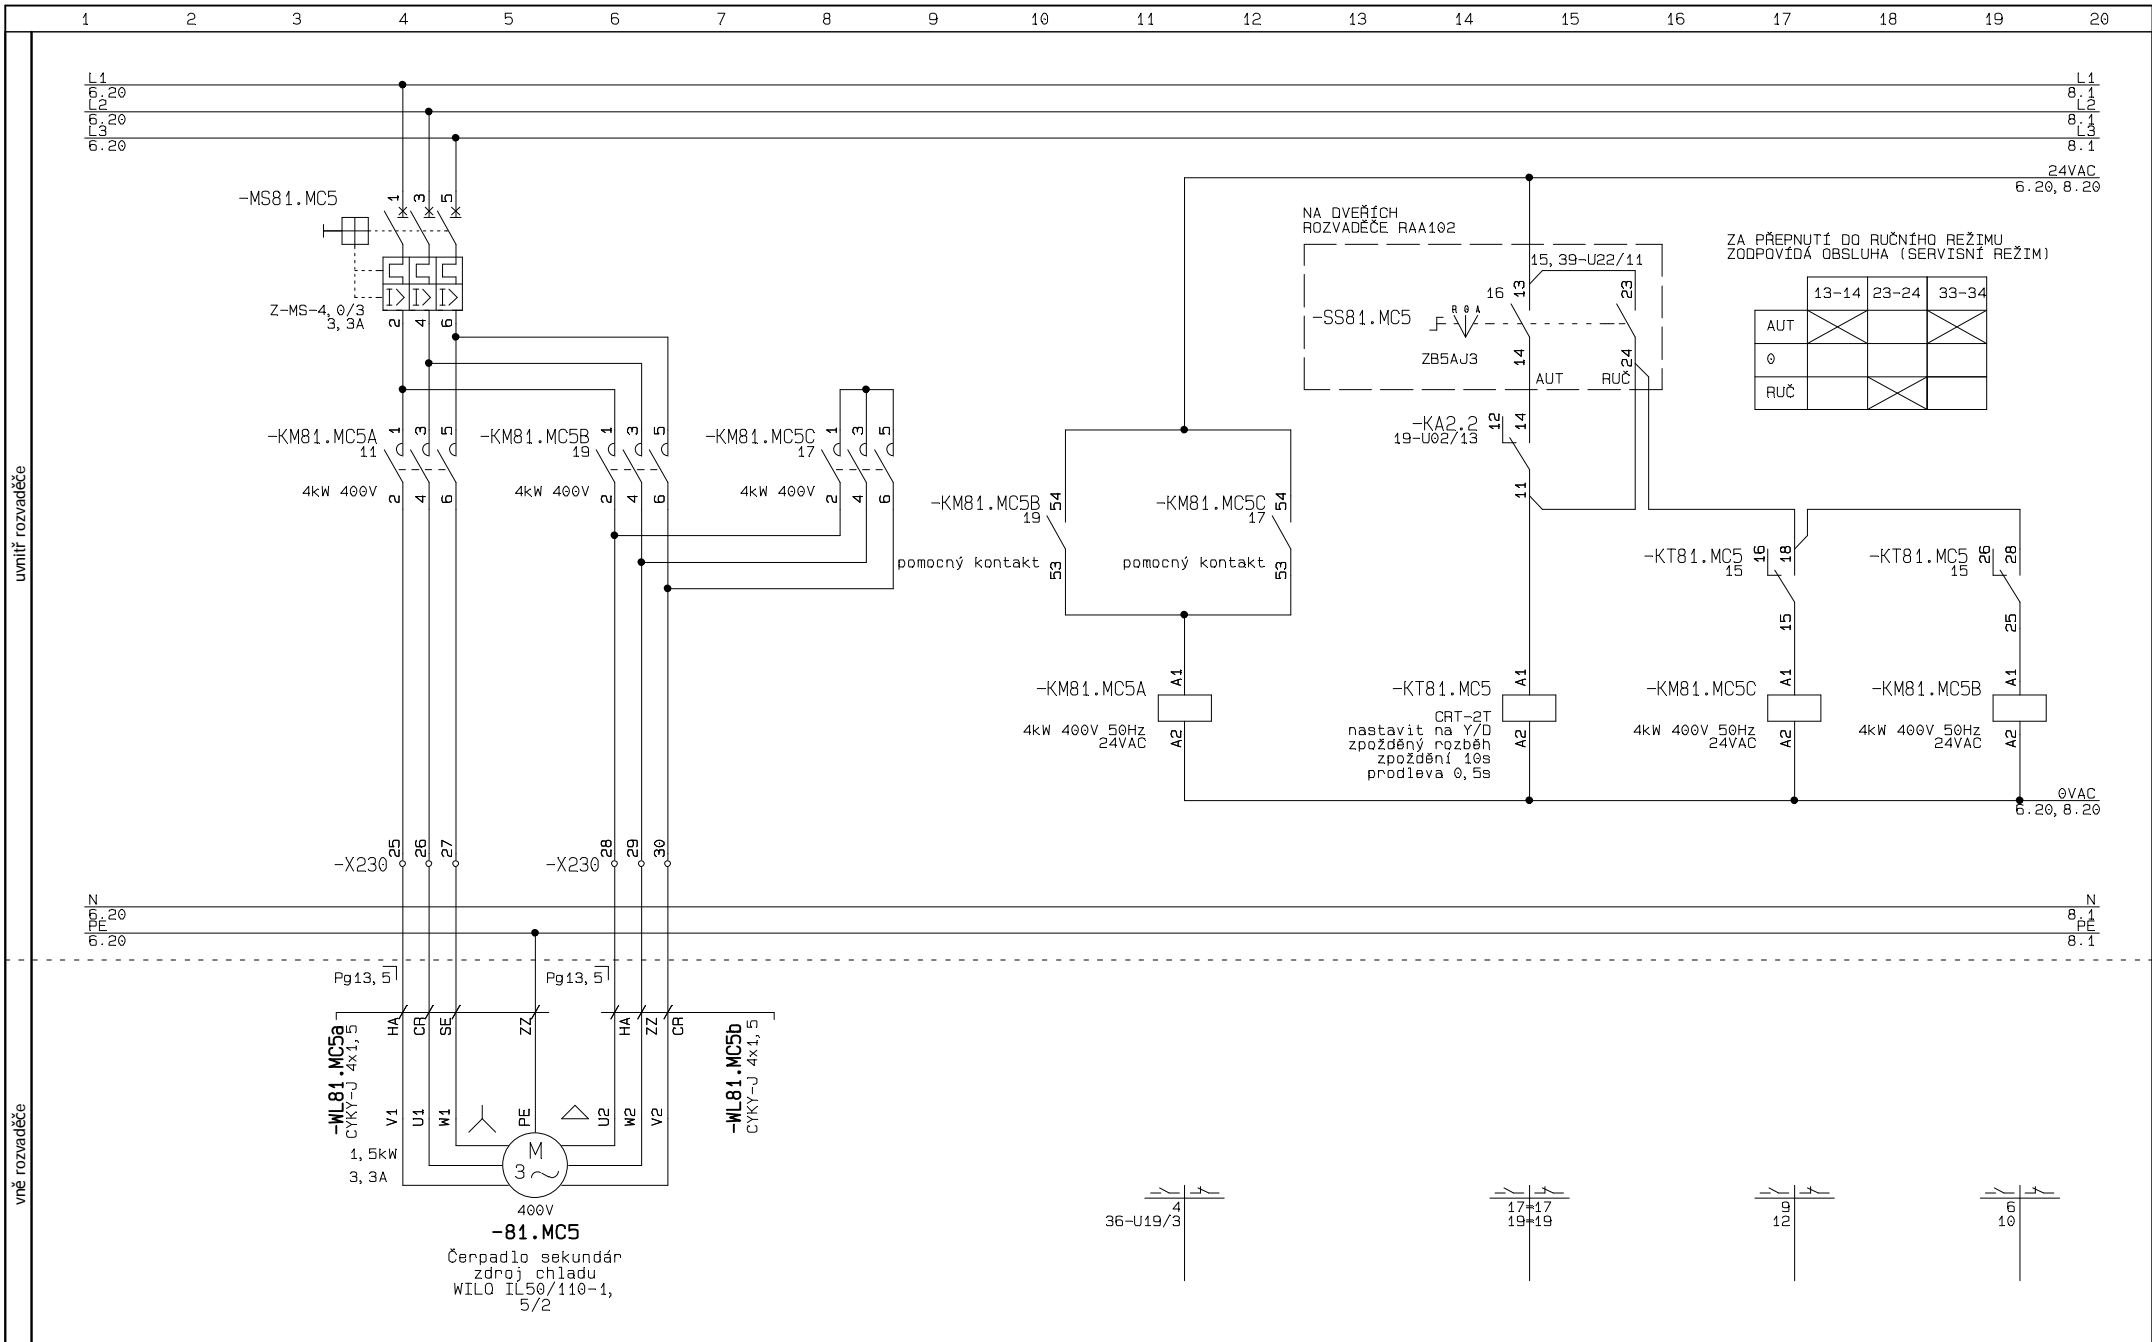 1 2 3 4 5 6 7 8 9 10 11 12 13 14 15 16 17 18 19 20
L1
6.20
L2
6.20
L3
6.20
L1
8.1
L2
8.1
L3
8.1
24VAC
6.20,8.20
-MS81.MC5
1 3 5
Z-MS-4,0/3
3,3A
2 4 6
NA DVEŘÍCH
ROZVADĚČE RAA102
15,39-U22/11
16 13 23
-SS81.MC5
R 0 A
ZB5AJ3
14 24
AUT RUČ
ZA PŘEPNUTÍ DO RUČNÍHO REŽIMU
ZODPOVÍDÁ OBSLUHA (SERVISNÍ REŽIM)
13-14 23-24 33-34
AUT
0
RUČ
-KM81.MC5A
11
4kW 400V
1 3 5
2 4 6
-KM81.MC5B
19
4kW 400V
1 3 5
2 4 6
-KM81.MC5C
17
4kW 400V
1 3 5
2 4 6
-KA2.2
19-U02/13
12 14
11
-KM81.MC5B
19
54
pomocný kontakt
53
-KM81.MC5C
17
54
pomocný kontakt
53
-KT81.MC5
15
16 18
15
-KT81.MC5
15
26 28
25
-KM81.MC5A
4kW 400V 50Hz
24VAC
A1
A2
-KT81.MC5
CRT-2T
nastavit na Y/D
zpožděný rozběh
zpoždění 10s
prodleva 0,5s
A1
A2
-KM81.MC5C
4kW 400V 50Hz
24VAC
A1
A2
-KM81.MC5B
4kW 400V 50Hz
24VAC
A1
A2
0VAC
6.20,8.20
uvnitř rozvaděče
-X230
25 26 27
-X230
28 29 30
N
6.20
PE
6.20
N
8.1
PE
8.1
Pg13,5
Pg13,5
HA CR SE ZZ
HA ZZ CR
-WL81.MC5a
CYKY-J 4x1,5
-WL81.MC5b
CYKY-J 4x1,5
V1 U1 W1 PE U2 W2 V2
1,5kW
3,3A
M
3
400V
-81.MC5
Čerpadlo sekundár
zdroj chladu
WILO IL50/110-1,
5/2
vně rozvaděče
4
36-U19/3
17 17
19 19
9
12
6
10